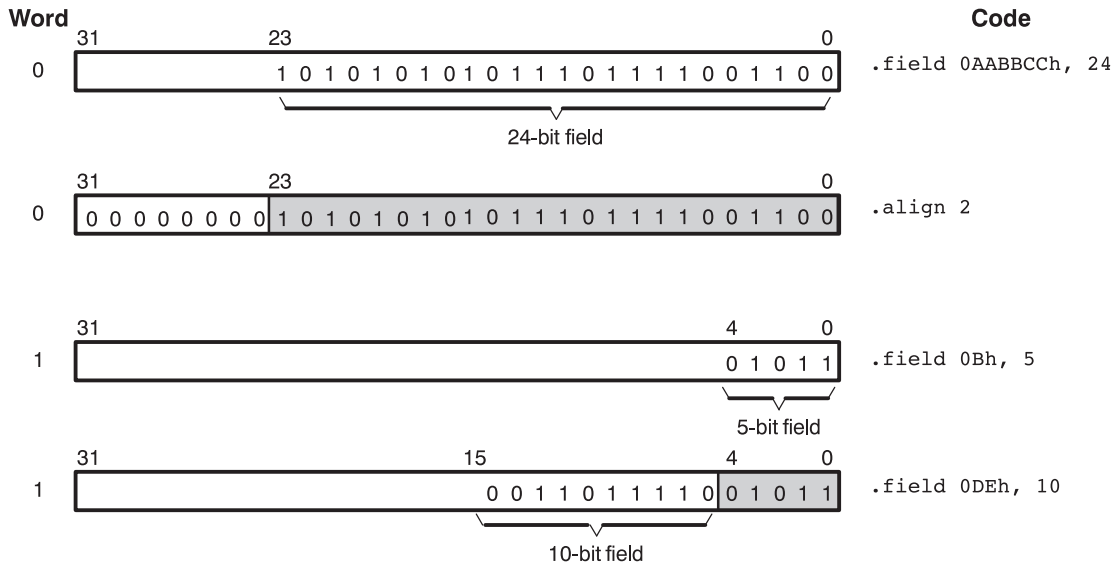 Word Code
31 23 0
0 1 0 1 0 1 0 1 0 1 0 1 1 1 0 1 1 1 1 0 0 1 1 0 0 .field 0AABBCCh, 24
24-bit field
31 23 0
0 0 0 0 0 0 0 0 0 1 0 1 0 1 0 1 0 1 0 1 1 1 0 1 1 1 1 0 0 1 1 0 0 .align 2
31 4 0
1 0 1 0 1 1 .field 0Bh, 5
5-bit field
31 15 4 0
1 0 0 1 1 0 1 1 1 1 0 0 1 0 1 1 .field 0DEh, 10
10-bit field